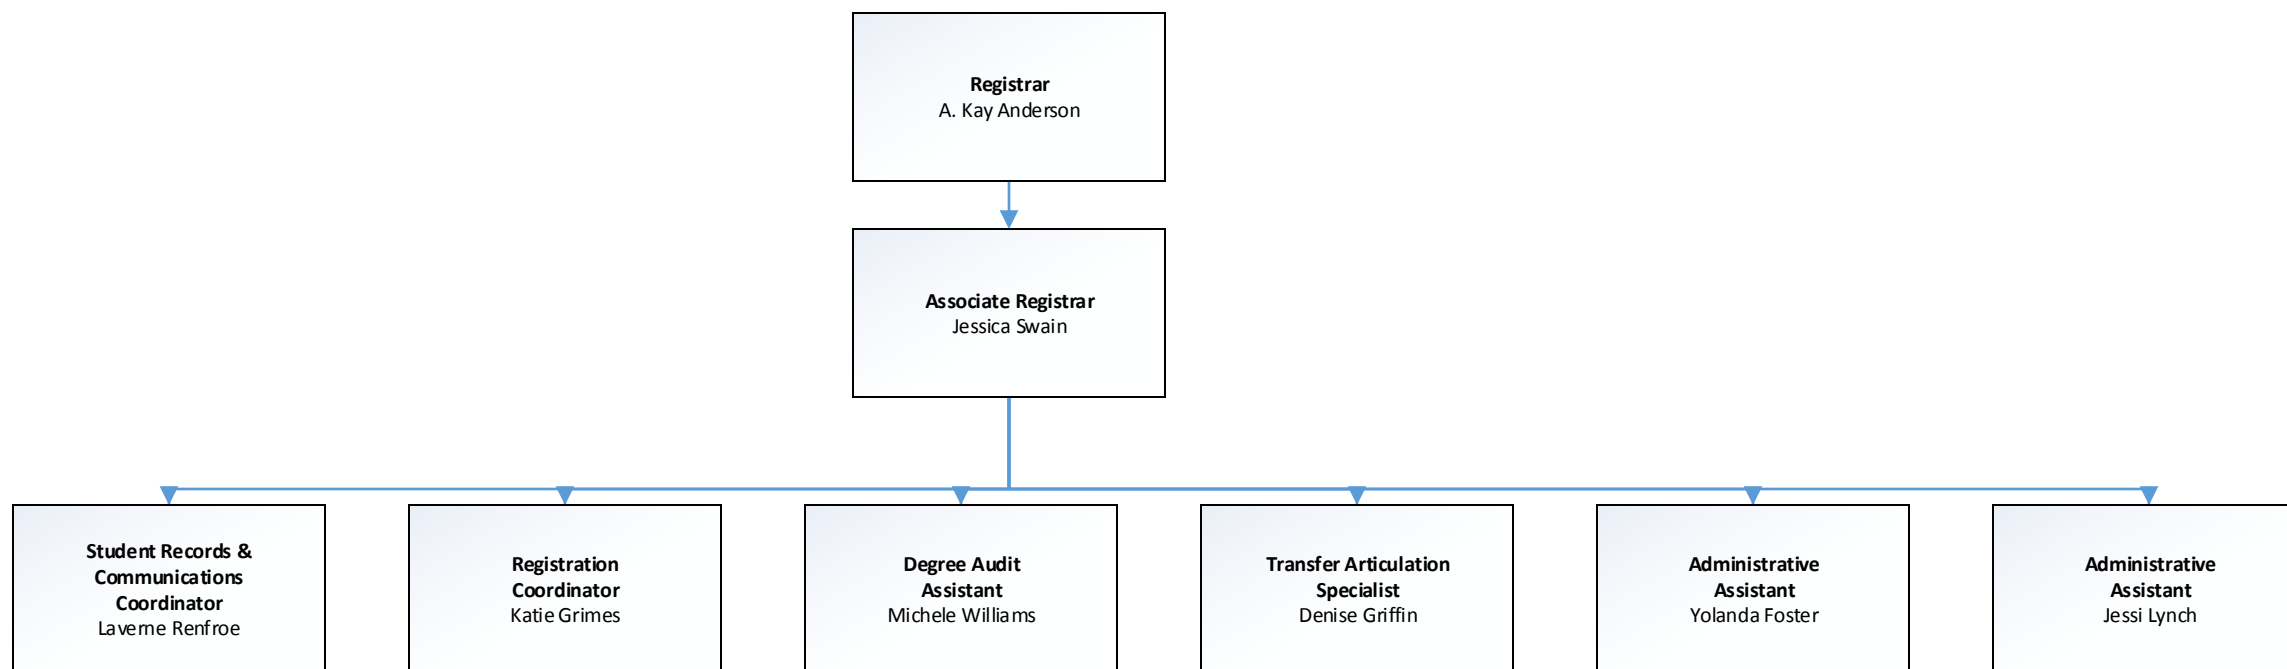 Registrar
A. Kay Anderson
Associate Registrar
Jessica Swain
Student Records &
Communications
Coordinator
Laverne Renfroe
Registration
Coordinator
Katie Grimes
Degree Audit
Assistant
Michele Williams
Transfer Articulation
Specialist
Denise Griffin
Administrative
Assistant
Yolanda Foster
Administrative
Assistant
Jessi Lynch